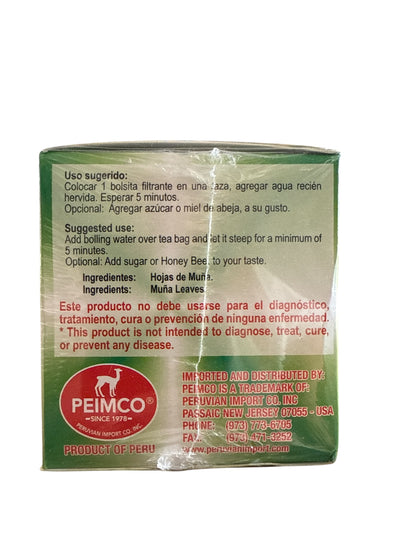 Uso sugerido:
Colocar 1 bolsita filtrante en una taza, agregar agua recién
hervida. Esperar 5 minutos.
Opcional: Agregar azúcar o miel de abeja, a su gusto.
Suggested use:
Add bolling water over tea bag and let it steep for a minimum of
5 minutes.
Optional: Add sugar or Honey Bee, to your taste.
Ingredientes: Hojas de Muña.
Ingredients: Muña Leaves.
Este producto no debe usarse para el diagnóstico,
tratamiento, cura o prevención de ninguna enfermedad.
* This product is not intended to diagnose, treat, cure,
or prevent any disease.
PEIMCO®
SINCE 1978
PERUVIAN IMPORT CO. INC.
PRODUCT OF PERU
IMPORTED AND DISTRIBUTED BY:
PEIMCO IS A TRADEMARK OF:
PERUVIAN IMPORT CO. INC
PASSAIC NEW JERSEY 07055 - USA
PHONE: (973) 773-6705
FAX. (973) 471-3252
www.peruvianimport.com